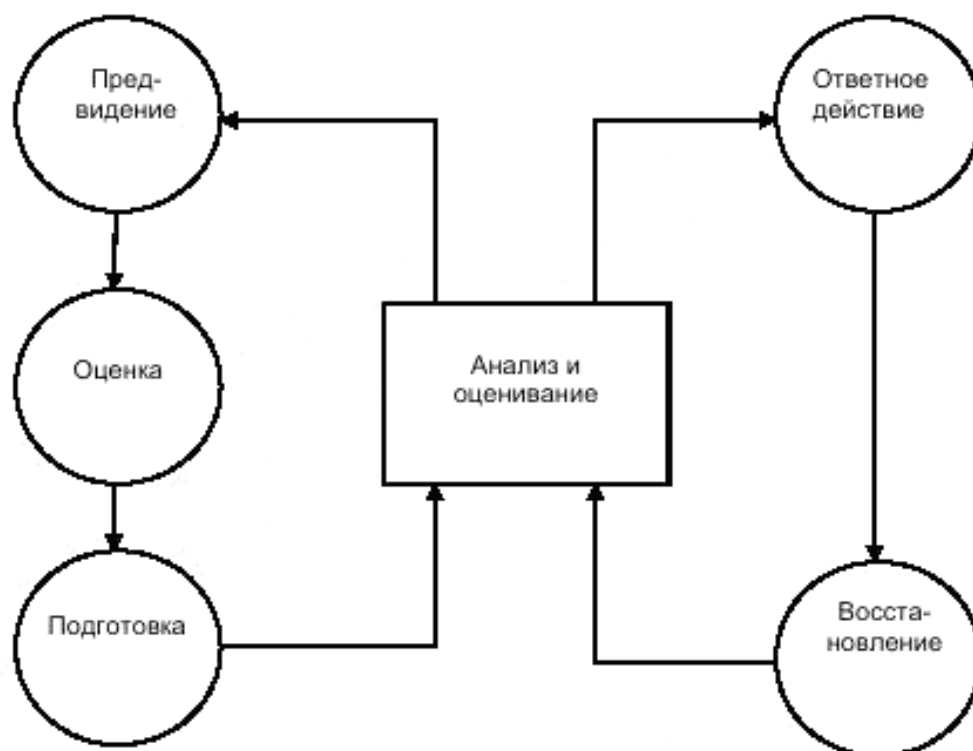 Пред-
видение
Ответное
действие
Оценка
Анализ и
оценивание
Подготовка
Восста-
новление